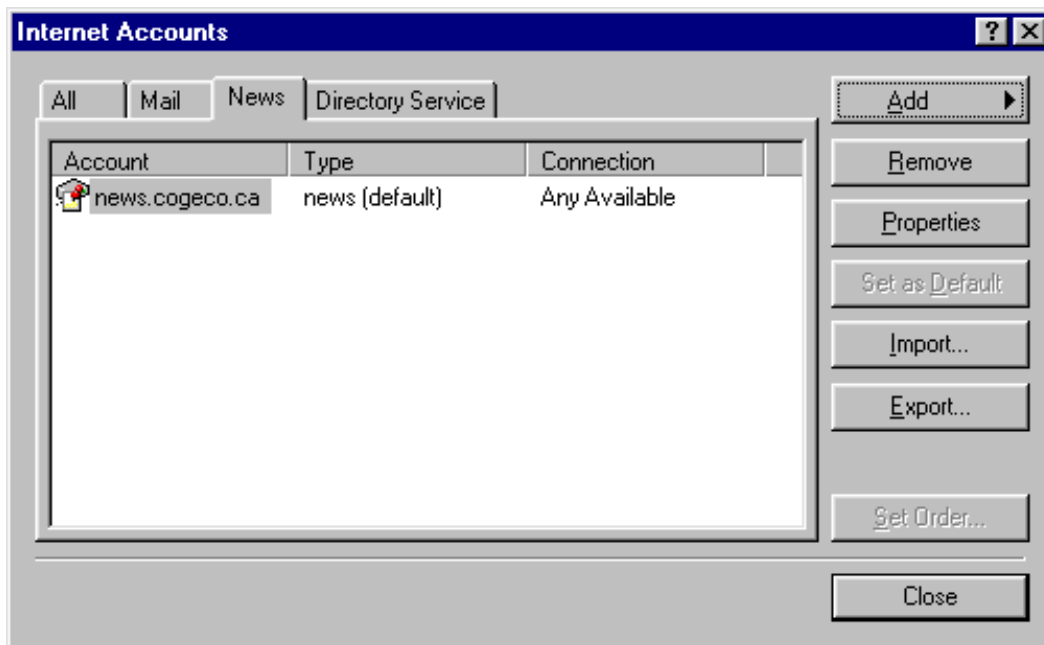 Internet Accounts
All Mail News Directory Service
Account Type Connection
news.cogeco.ca news (default) Any Available
Add
Remove
Properties
Set as Default
Import...
Export...
Set Order...
Close